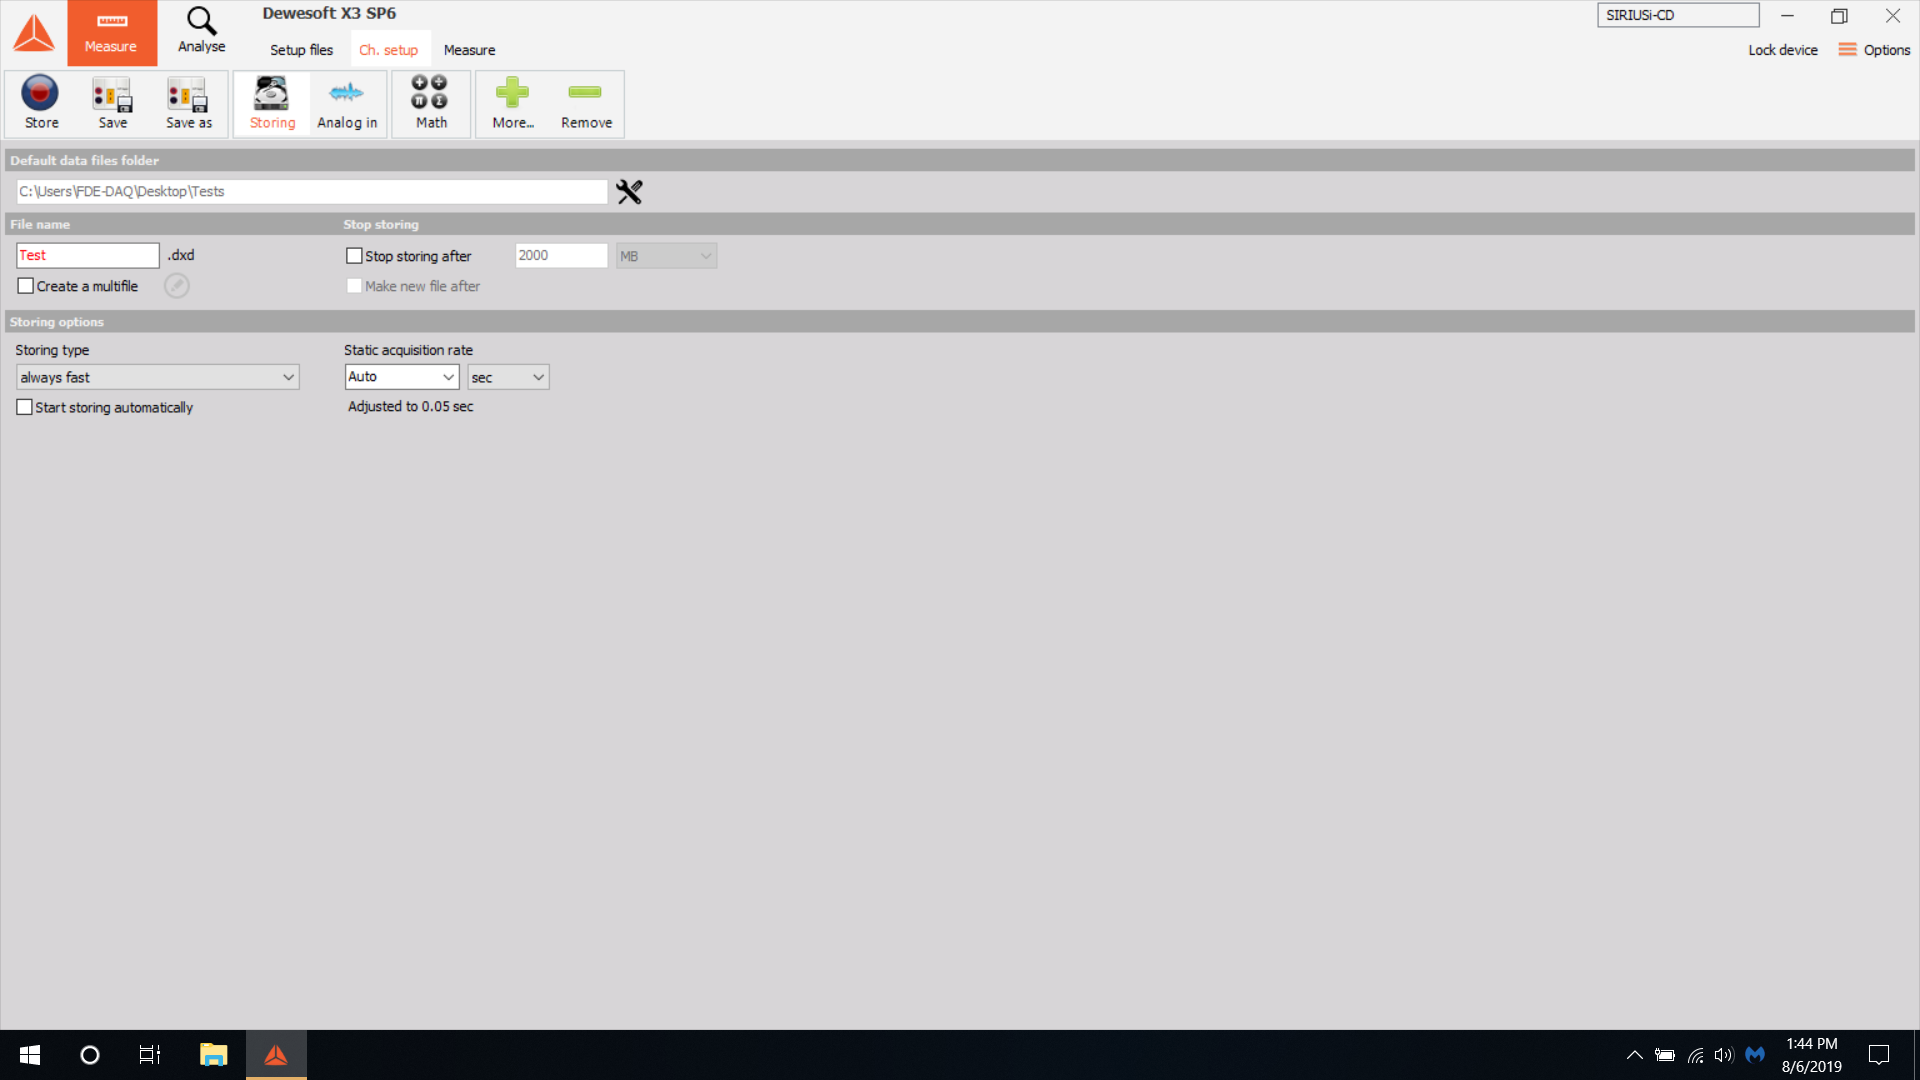 Dewesoft X3 SP6
SIRIUSi-CD
Measure
Analyse
Setup files
Ch. setup
Measure
Lock device
Options
Store
Save
Save as
Storing
Analog in
Math
More...
Remove
Default data files folder
C:\Users\FDE-DAQ\Desktop\Tests
File name
Stop storing
Test
.dxd
Stop storing after
2000
MB
Create a multifile
Make new file after
Storing options
Storing type
Static acquisition rate
always fast
Auto
sec
Start storing automatically
Adjusted to 0.05 sec
1:44 PM
8/6/2019